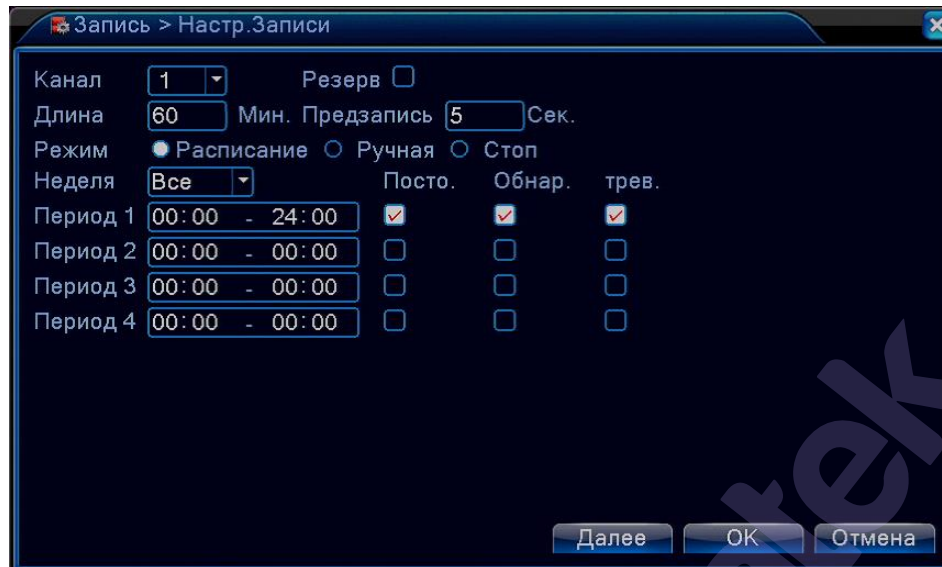 Запись > Настр.Записи
Канал 1 Резерв
Длина 60 Мин. Предзапись 5 Сек.
Режим Расписание Ручная Стоп
Неделя Все Посто. Обнар. трев.
Период 1 00:00 - 24:00
Период 2 00:00 - 00:00
Период 3 00:00 - 00:00
Период 4 00:00 - 00:00
Далее OK Отмена